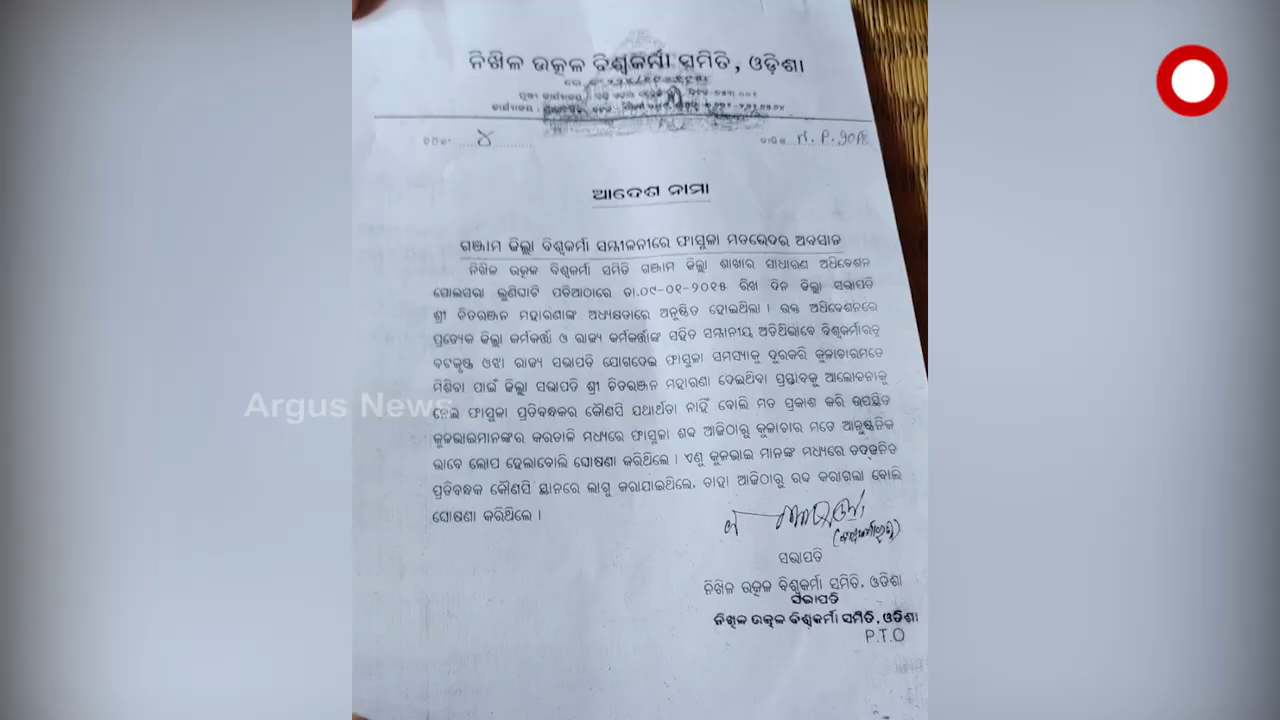 ନିଖିଳ ଉତ୍କଳ ବିଶ୍ୱକର୍ମା ସମିତି, ଓଡ଼ିଶା
ଆଦେଶ ନାମା
ଗଞ୍ଜାମ ଜିଲ୍ଲା ବିଶ୍ୱକର୍ମା ସମ୍ମୀଳନୀରେ ଫାସୁଲା ମତଭେଦର ଅବସାନ
ନିଖିଳ ଉତ୍କଳ ବିଶ୍ୱକର୍ମା ସମିତି ଗଞ୍ଜାମ ଜିଲ୍ଲା ଶାଖାର ସାଧାରଣ ଅଧିବେଶନ
ପୋଲସରା ଲୁଣିଘାଟି ପଡିଆଠାରେ ତା.୦୯-୦୧-୨୦୧୫ ରିଖ ଦିନ ଜିଲ୍ଲା ସଭାପତି
ଶ୍ରୀ ଚିତରଞ୍ଜନ ମହାରଣାଙ୍କ ଅଧ୍ୟକ୍ଷତାରେ ଅନୁଷ୍ଠିତ ହୋଇଥିଲା । ଉକ୍ତ ଅଧିବେଶନରେ
ପ୍ରତ୍ୟେକ ଜିଲ୍ଲା କର୍ମକର୍ତ୍ତା ଓ ରାଜ୍ୟ କର୍ମକର୍ତ୍ତାଙ୍କ ସହିତ ସମ୍ମାନୀୟ ଅତିଥିଭାବେ ବିଶ୍ୱକର୍ମାରତ୍ନ
ବଟକୃଷ୍ଣ ଓଝା ରାଜ୍ୟ ସଭାପତି ଯୋଗଦେଇ ଫାସୁଲା ସମସ୍ୟାକୁ ଦୂରକରି କୁଳାଚାରମତେ
ମିଶିବା ପାଇଁ ଜିଲ୍ଲା ସଭାପତି ଶ୍ରୀ ଚିତରଞ୍ଜନ ମହାରଣା ଦେଇଥିବା ପ୍ରସ୍ତାବକୁ ଆଲୋଚନାକୁ
ନେଇ ଫାସୁଲା ପ୍ରତିବନ୍ଧକର କୌଣସି ଯଥାର୍ଥତା ନାହିଁ ବୋଲି ମତ ପ୍ରକାଶ କରି ଉପସ୍ଥିତ
କୁଳଭାଇମାନଙ୍କର କରତାଳି ମଧ୍ୟରେ ଫାସୁଲା ଶବ୍ଦ ଆଜିଠାରୁ କୁଳାଚାର ମତେ ଆନୁଷ୍ଠାନିକ
ଭାବେ ଲୋପ ହେଲାବୋଲି ଘୋଷଣା କରିଥିଲେ । ଏଣୁ କୁଳଭାଇ ମାନଙ୍କ ମଧ୍ୟରେ ତଦ୍‌ଜନିତ
ପ୍ରତିବନ୍ଧକ କୌଣସି ସ୍ଥାନରେ ଲାଗୁ କରାଯାଇଥିଲେ, ତାହା ଆଜିଠାରୁ ରଦ୍ଦ କରାଗଲା ବୋଲି
ଘୋଷଣା କରିଥିଲେ ।
ସଭାପତି
ନିଖିଳ ଉତ୍କଳ ବିଶ୍ୱକର୍ମା ସମିତି, ଓଡିଶା
ସଭାପତି
ନିଖିଳ ଉତ୍କଳ ବିଶ୍ୱକର୍ମା ସମିତି, ଓଡିଶା
P.T.O
Argus News